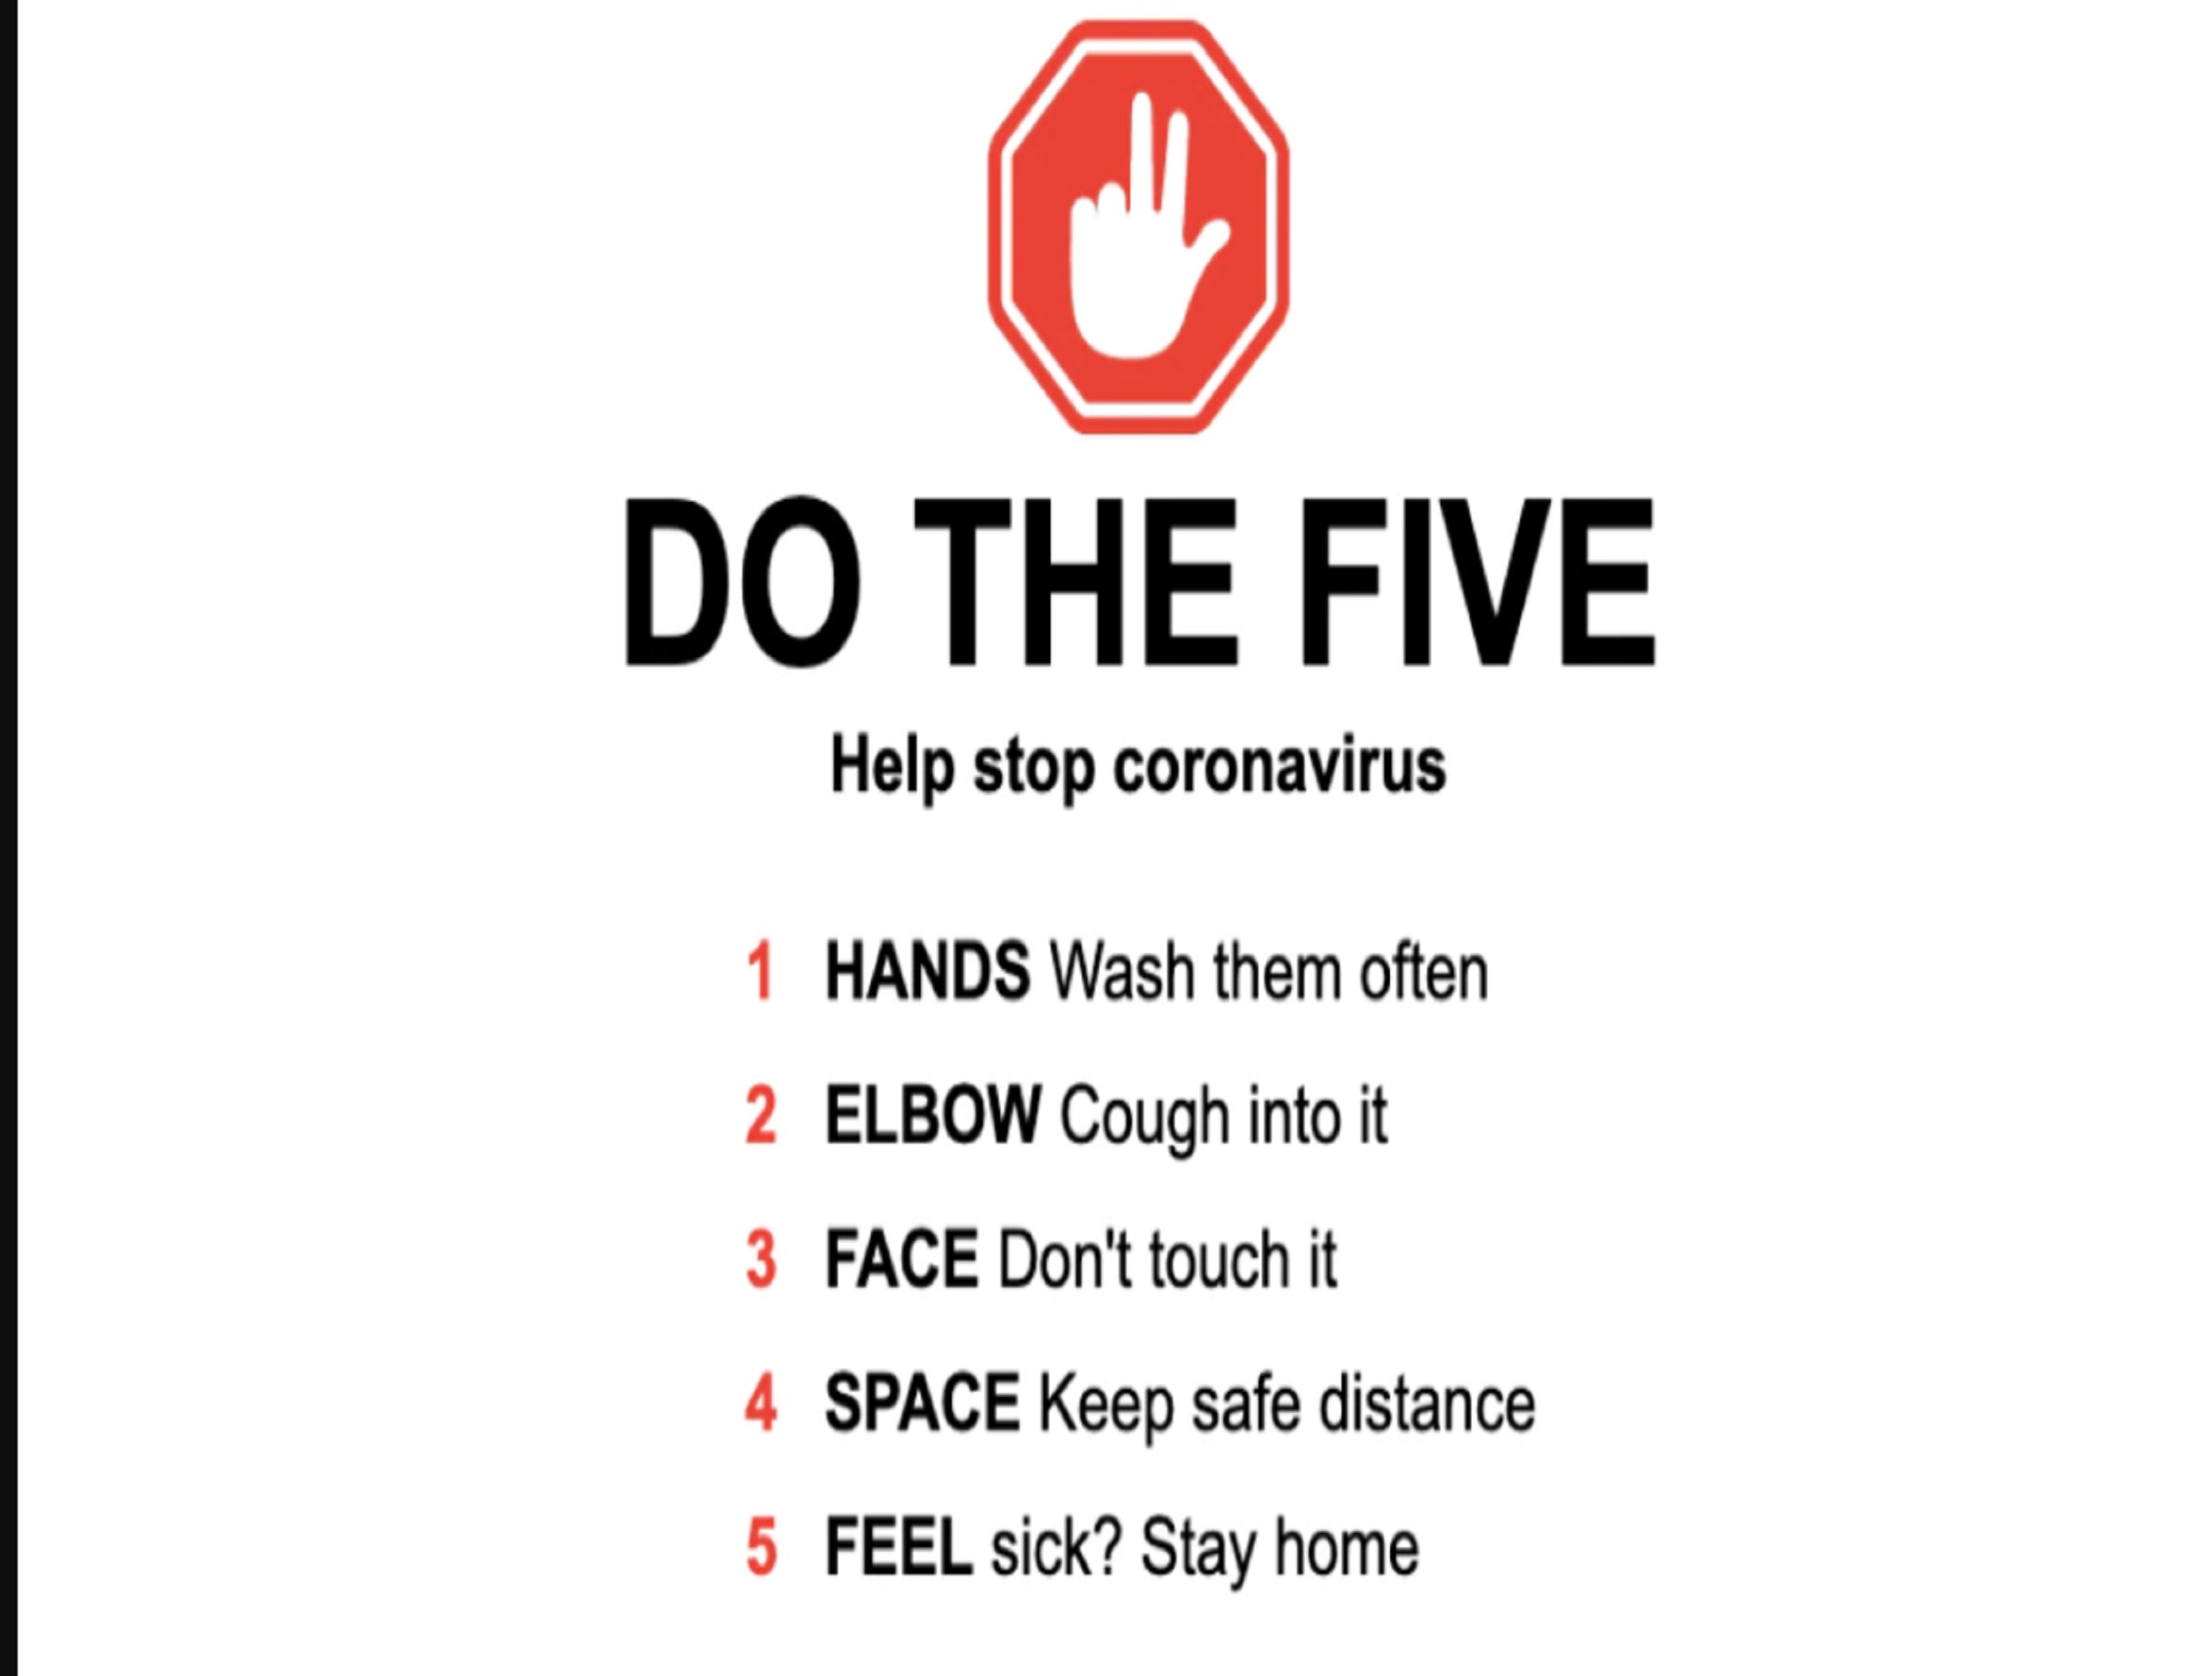 DO THE FIVE
Help stop coronavirus
1 HANDS Wash them often
2 ELBOW Cough into it
3 FACE Don't touch it
4 SPACE Keep safe distance
5 FEEL sick? Stay home